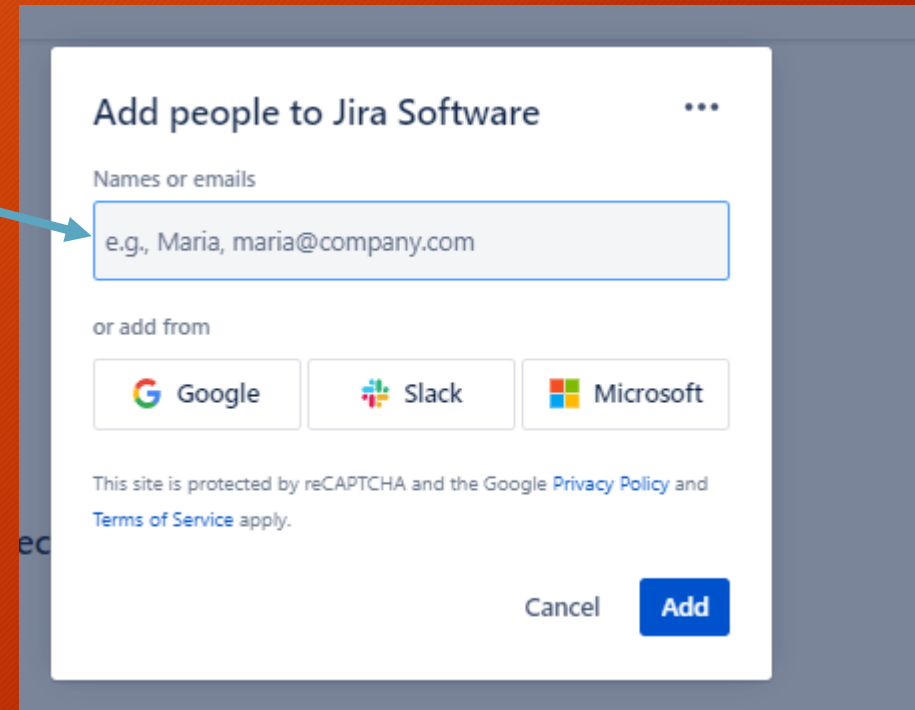 Add people to Jira Software
Names or emails
e.g., Maria, maria@company.com
or add from
Google
Slack
Microsoft
This site is protected by reCAPTCHA and the Google Privacy Policy and
Terms of Service apply.
ec
Cancel
Add